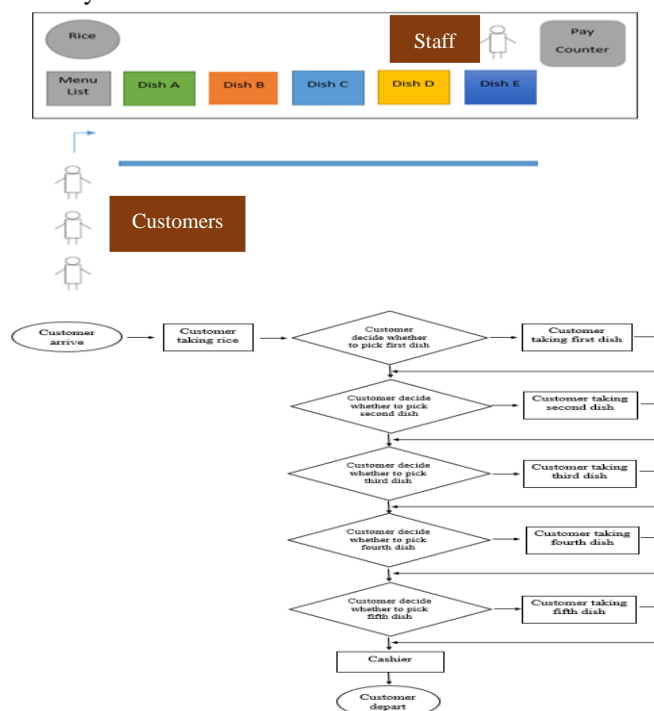 Rice
Staff
Pay
Counter
Menu
List
Dish A
Dish B
Dish C
Dish D
Dish E
Customers
Customer
arrive
Customer
taking rice
Customer
decide whether
to pick first dish
Customer
taking first dish
Customer decide
whether to pick
second dish
Customer taking
second dish
Customer decide
whether to pick
third dish
Customer taking
third dish
Customer decide
whether to pick
fourth dish
Customer taking
fourth dish
Customer decide
whether to pick
fifth dish
Customer taking
fifth dish
Cashier
Customer
depart